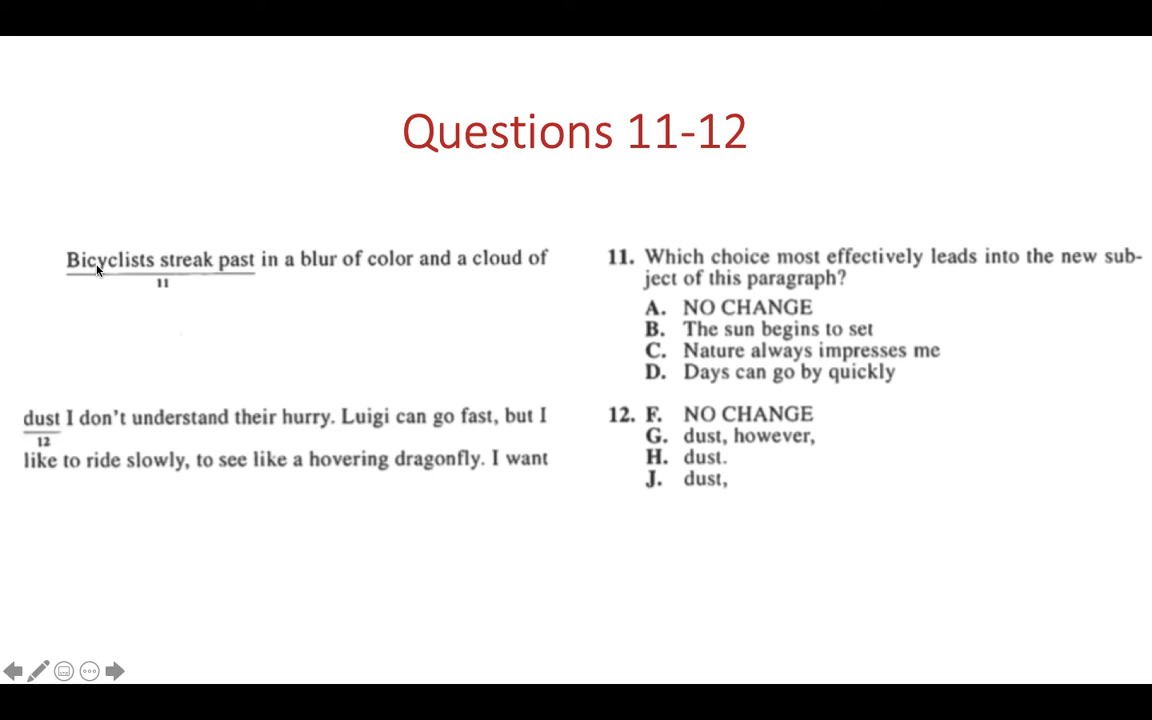 Questions 11-12
Bicyclists streak past in a blur of color and a cloud of
11
dust I don't understand their hurry. Luigi can go fast, but I
12
like to ride slowly, to see like a hovering dragonfly. I want
11. Which choice most effectively leads into the new sub-
ject of this paragraph?
A. NO CHANGE
B. The sun begins to set
C. Nature always impresses me
D. Days can go by quickly
12. F. NO CHANGE
G. dust, however,
H. dust.
J. dust,